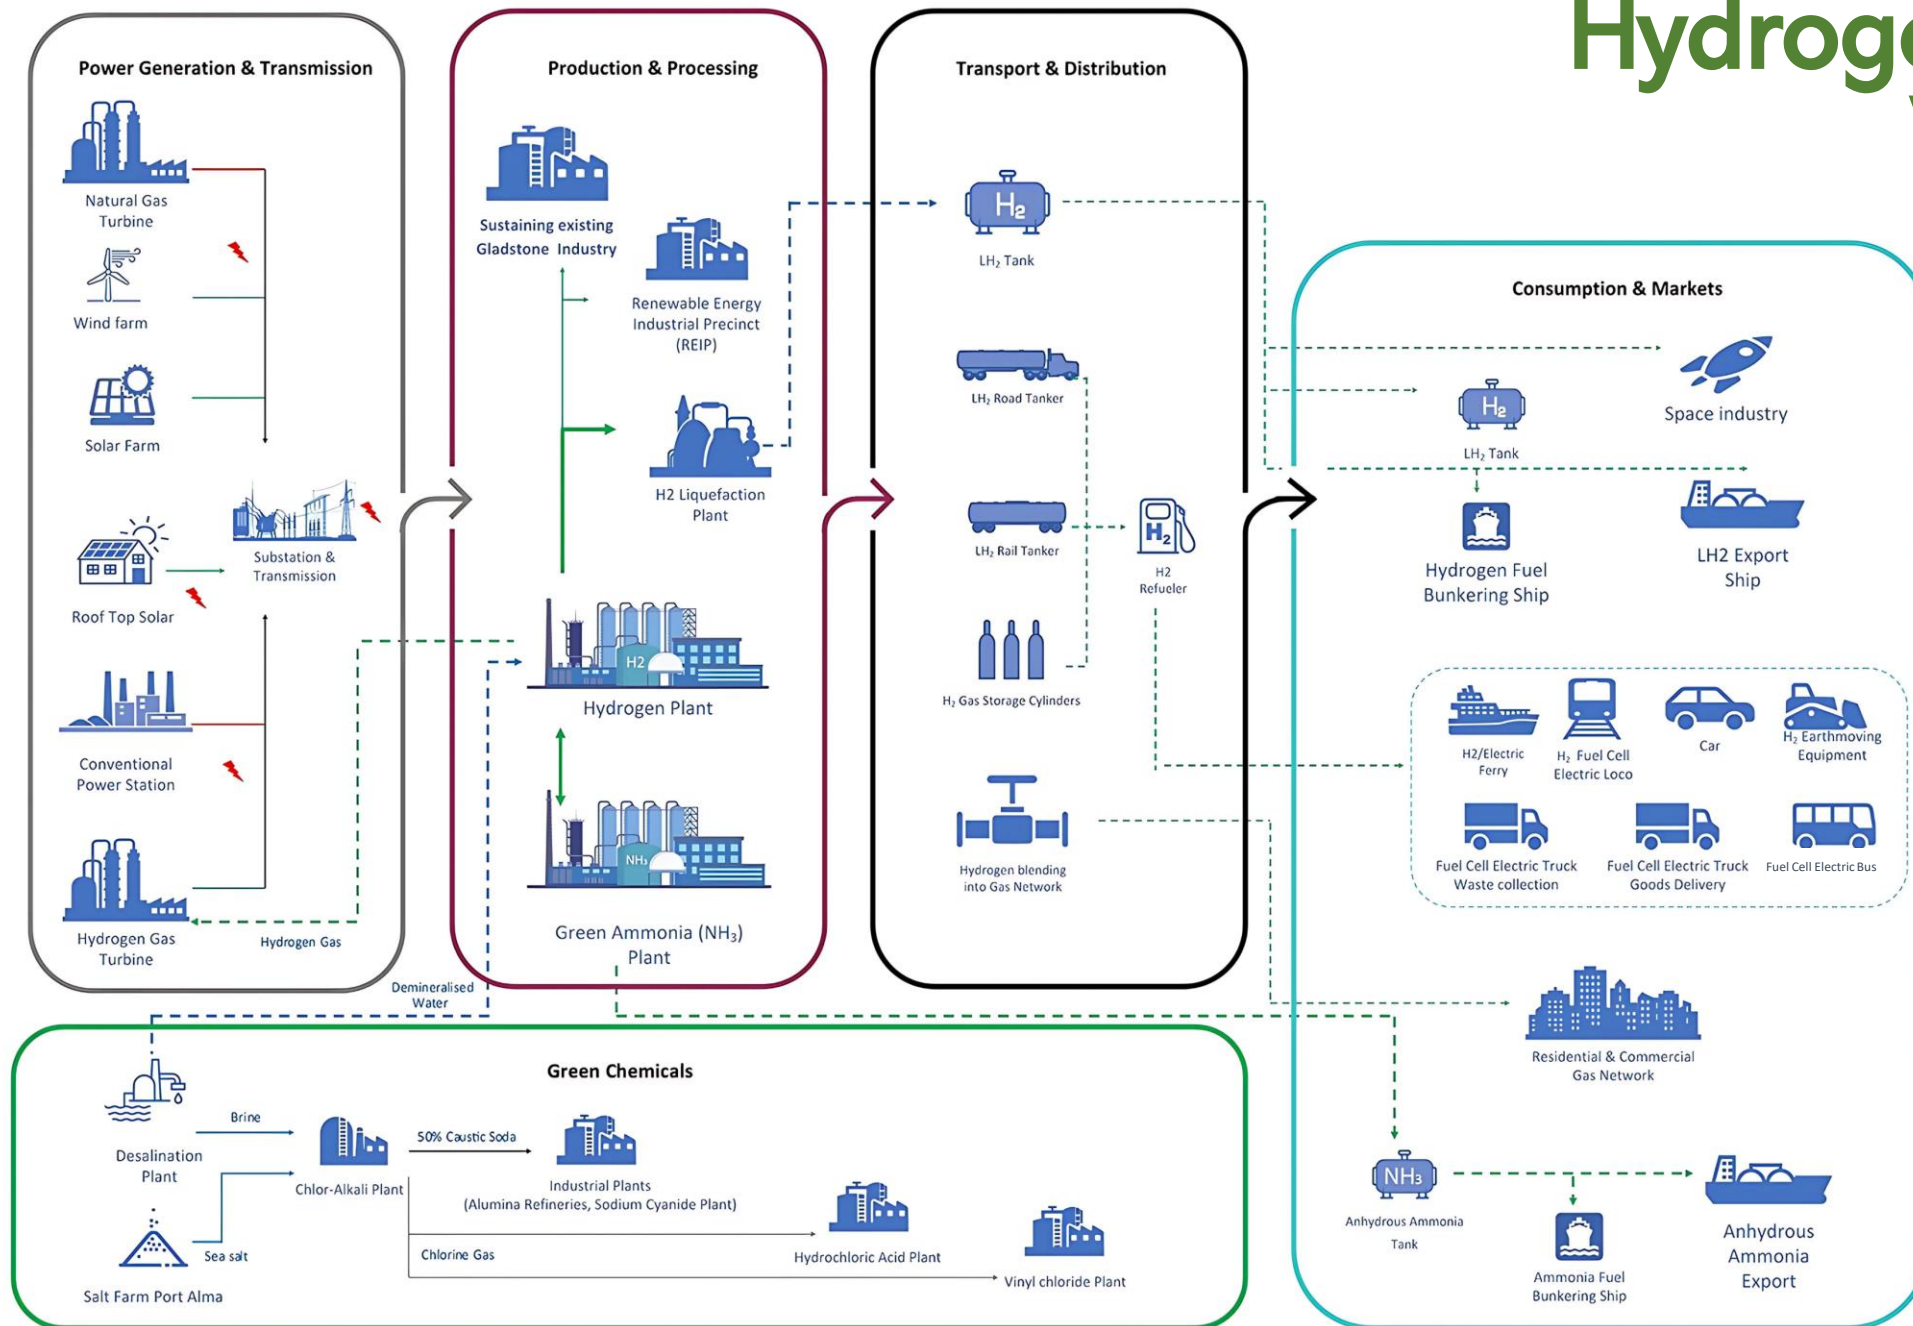 Hydroge
Power Generation & Transmission
Natural Gas
Turbine
Wind farm
Solar Farm
Roof Top Solar
Substation &
Transmission
Conventional
Power Station
Hydrogen Gas
Turbine
Hydrogen Gas
Production & Processing
Sustaining existing
Gladstone Industry
Renewable Energy
Industrial Precinct
(REIP)
H2 Liquefaction
Plant
H2
Hydrogen Plant
NH₃
Green Ammonia (NH₃)
Plant
Demineralised
Water
Transport & Distribution
H₂
LH₂ Tank
LH₂ Road Tanker
LH₂ Rail Tanker
H₂
H2
Refueler
H₂ Gas Storage Cylinders
Hydrogen blending
into Gas Network
Consumption & Markets
Space industry
H₂
LH₂ Tank
Hydrogen Fuel
Bunkering Ship
LH2 Export
Ship
H2/Electric
Ferry
H₂ Fuel Cell
Electric Loco
Car
H₂ Earthmoving
Equipment
Fuel Cell Electric Truck
Waste collection
Fuel Cell Electric Truck
Goods Delivery
Fuel Cell Electric Bus
Residential & Commercial
Gas Network
NH₃
Anhydrous Ammonia
Tank
Ammonia Fuel
Bunkering Ship
Anhydrous
Ammonia
Export
Green Chemicals
Desalination
Plant
Brine
Salt Farm Port Alma
Sea salt
Chlor-Alkali Plant
50% Caustic Soda
Industrial Plants
(Alumina Refineries, Sodium Cyanide Plant)
Chlorine Gas
Hydrochloric Acid Plant
Vinyl chloride Plant